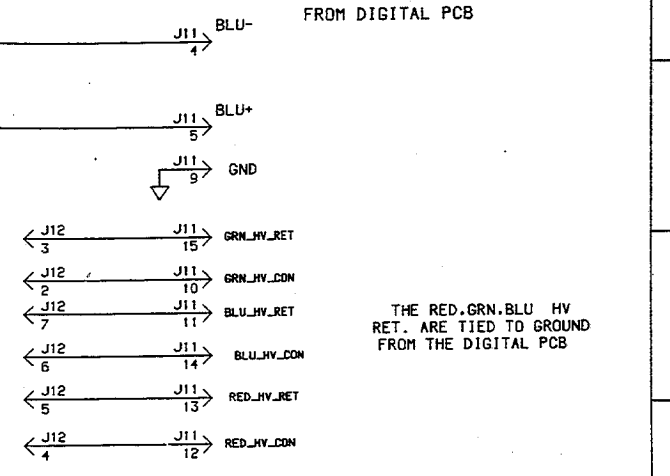 FROM DIGITAL PCB
J11 BLU-
4
J11 BLU+
5
J11 GND
9
J12 J11 GRN_HV_RET
3 15
J12 J11 GRN_HV_CON
2 10
J12 J11 BLU_HV_RET
7 11
J12 J11 BLU_HV_CON
6 14
J12 J11 RED_HV_RET
5 13
J12 J11 RED_HV_CON
4 12
THE RED.GRN.BLU HV
RET. ARE TIED TO GROUND
FROM THE DIGITAL PCB